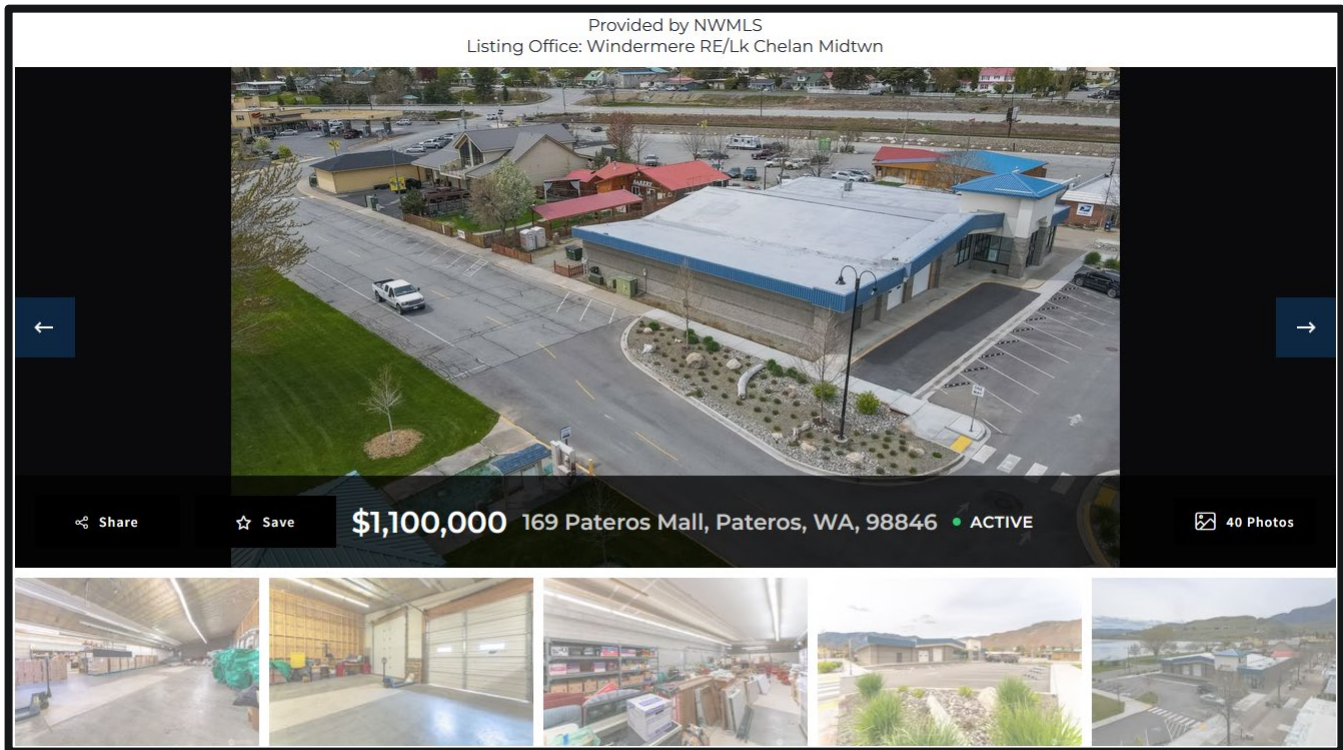 Provided by NWMLS
Listing Office: Windermere RE/Lk Chelan Midtwn
BAKERY
Share
Save
$1,100,000 169 Pateros Mall, Pateros, WA, 98846 • ACTIVE
40 Photos